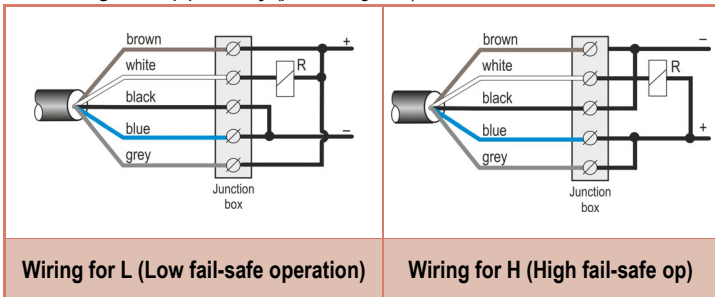 brown
+
white
R
black
blue
–
grey
Junction
box
brown
–
white
R
black
blue
+
grey
Junction
box
Wiring for L (Low fail-safe operation)
Wiring for H (High fail-safe op)